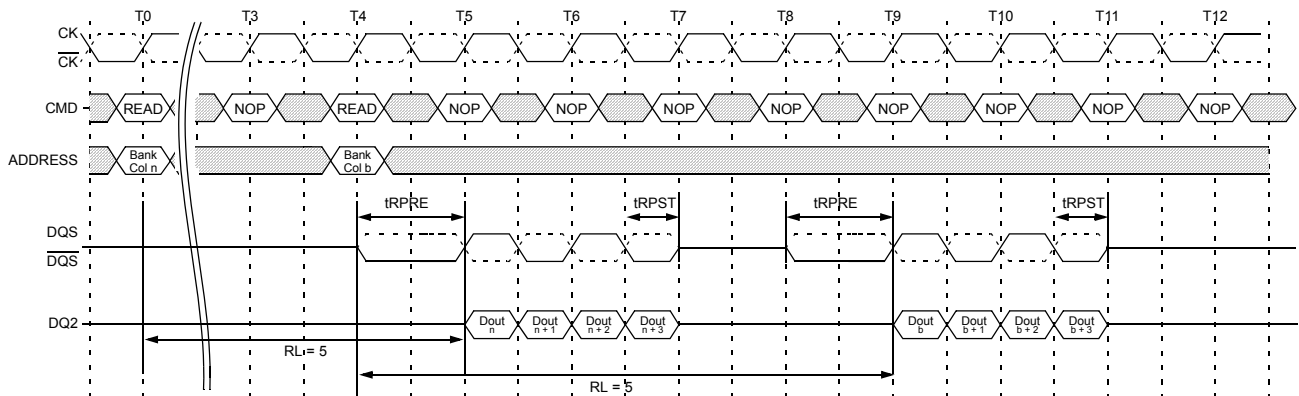 T0 T3 T4 T5 T6 T7 T8 T9 T10 T11 T12
CK
CK
CMD READ NOP READ NOP NOP NOP NOP NOP NOP NOP NOP
ADDRESS Bank Col n Bank Col b
tRPRE tRPST tRPRE tRPST
DQS
DQS
DQ2 Dout n Dout n + 1 Dout n + 2 Dout n + 3 Dout b Dout b + 1 Dout b + 2 Dout b + 3
RL = 5
RL = 5